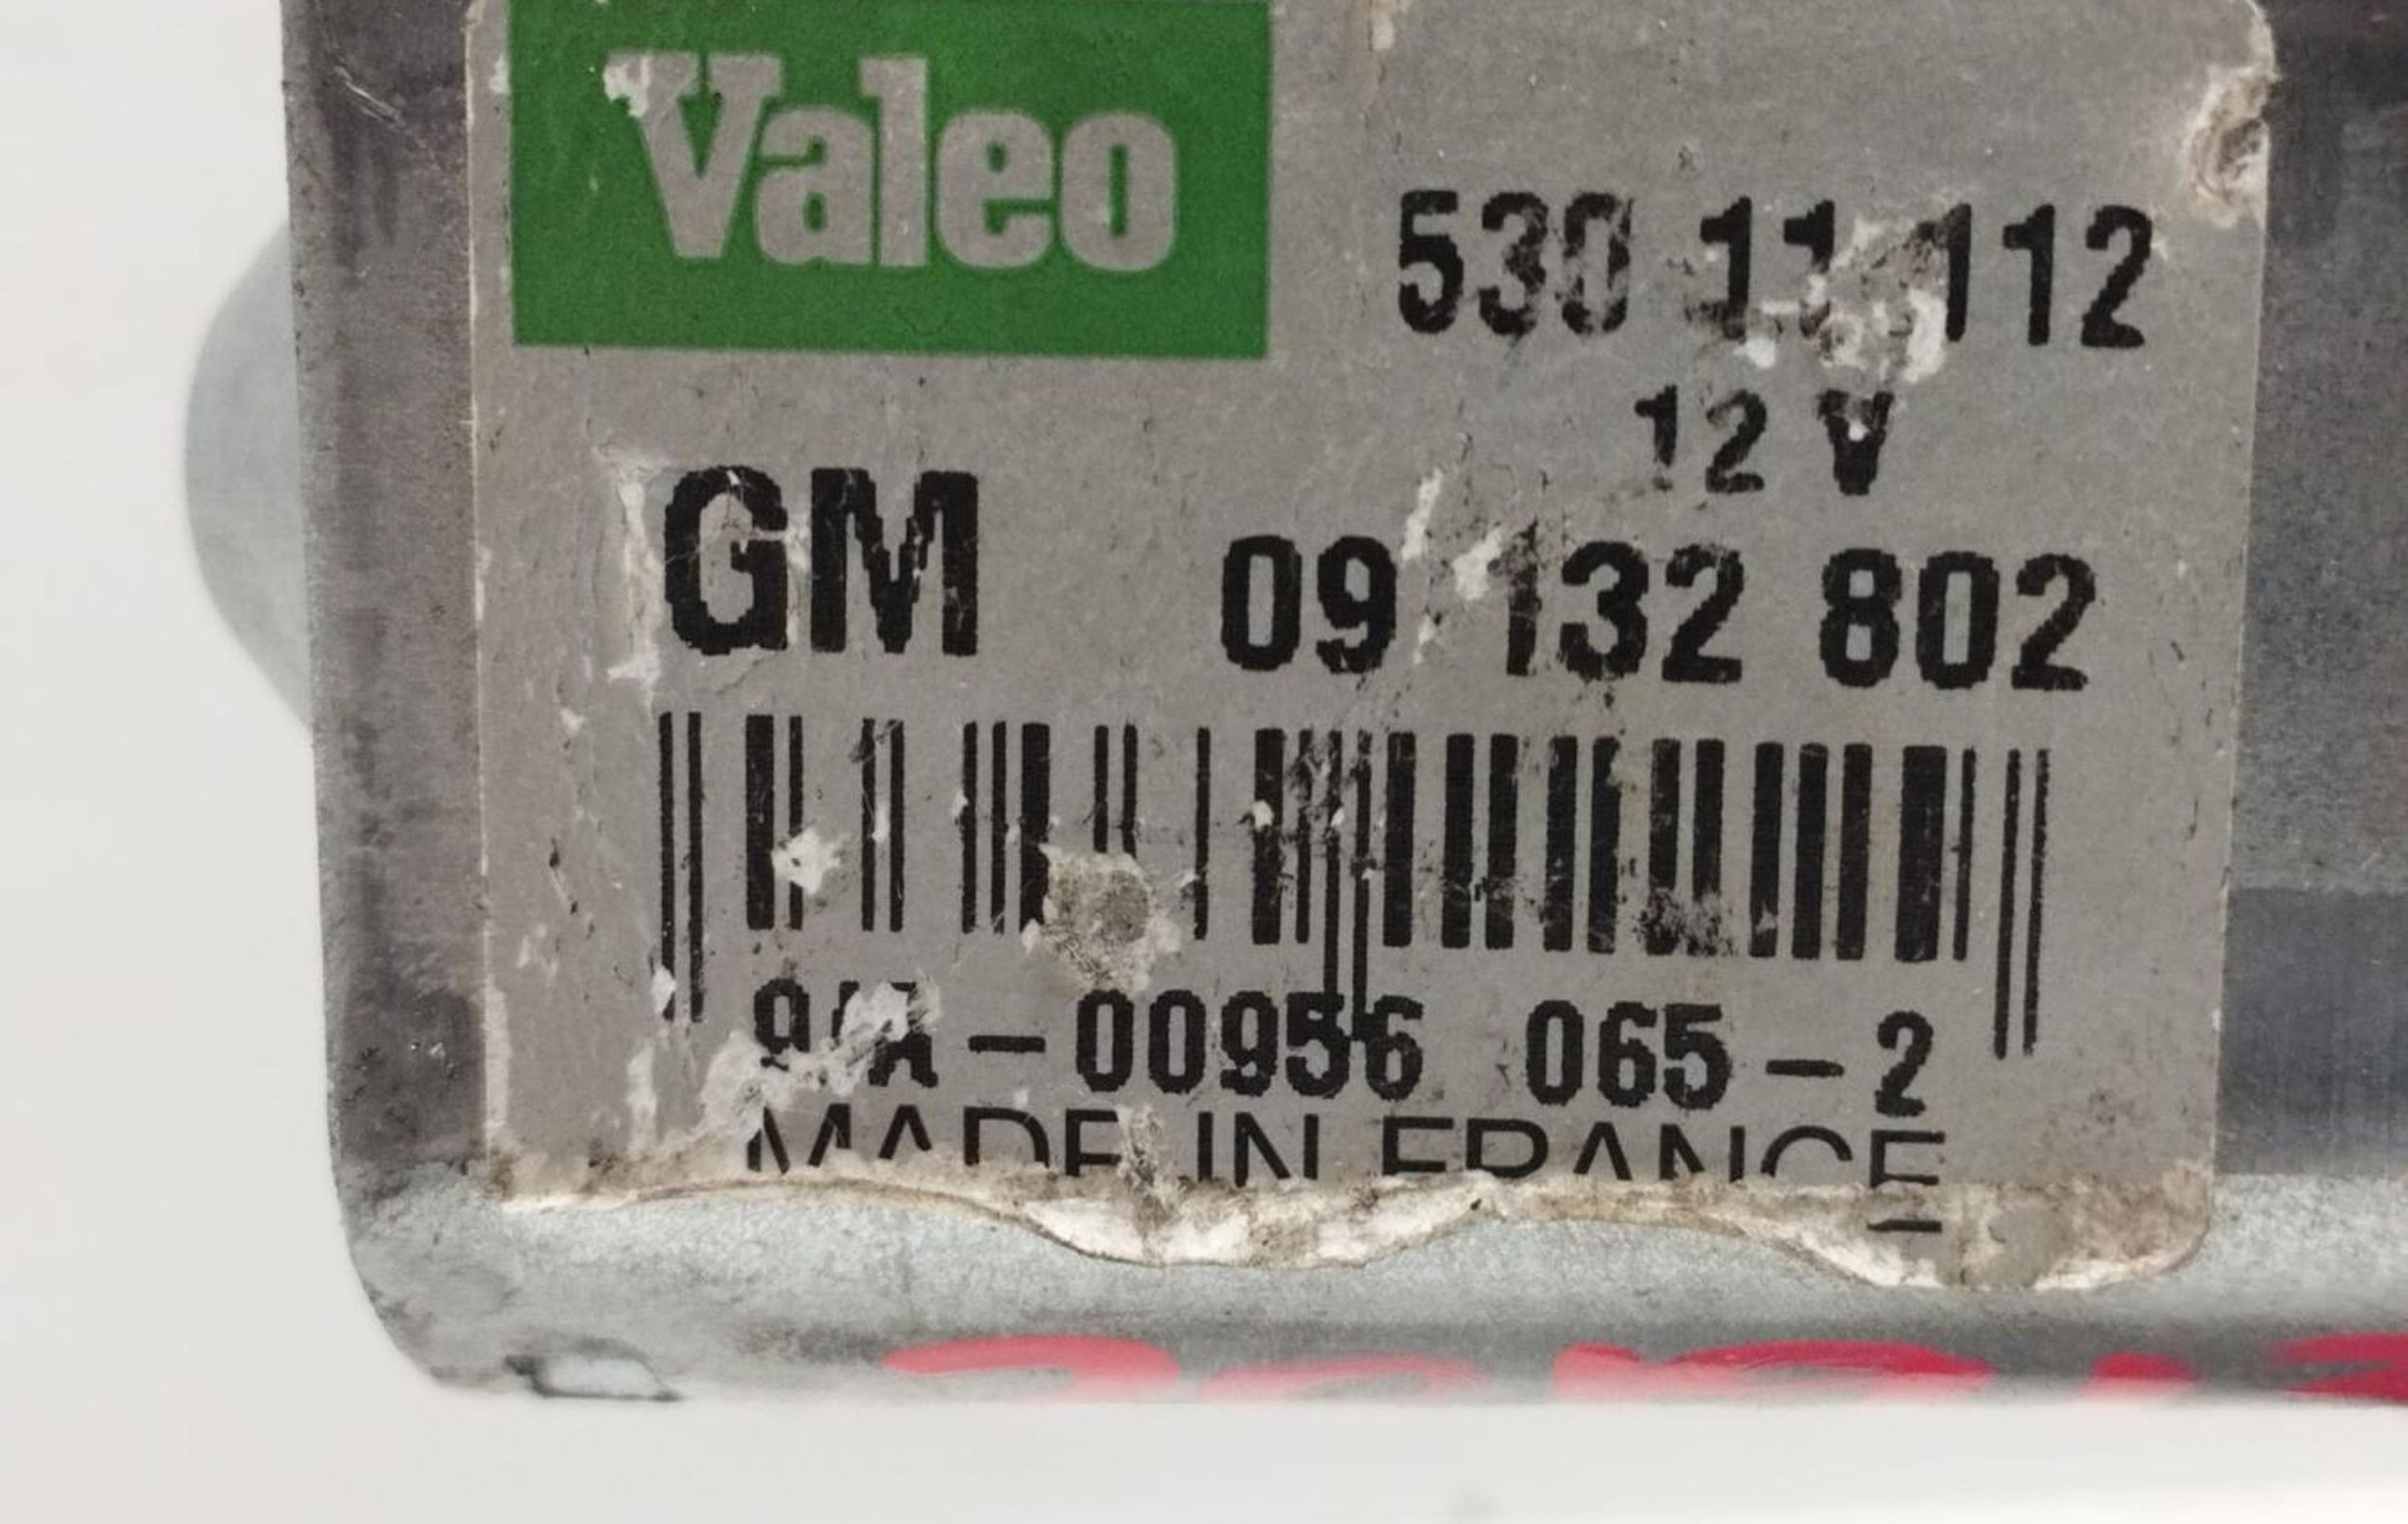 Valeo
530 11 112
12 V
GM 09 132 802
-00956 065-2
MADE IN FRANCE